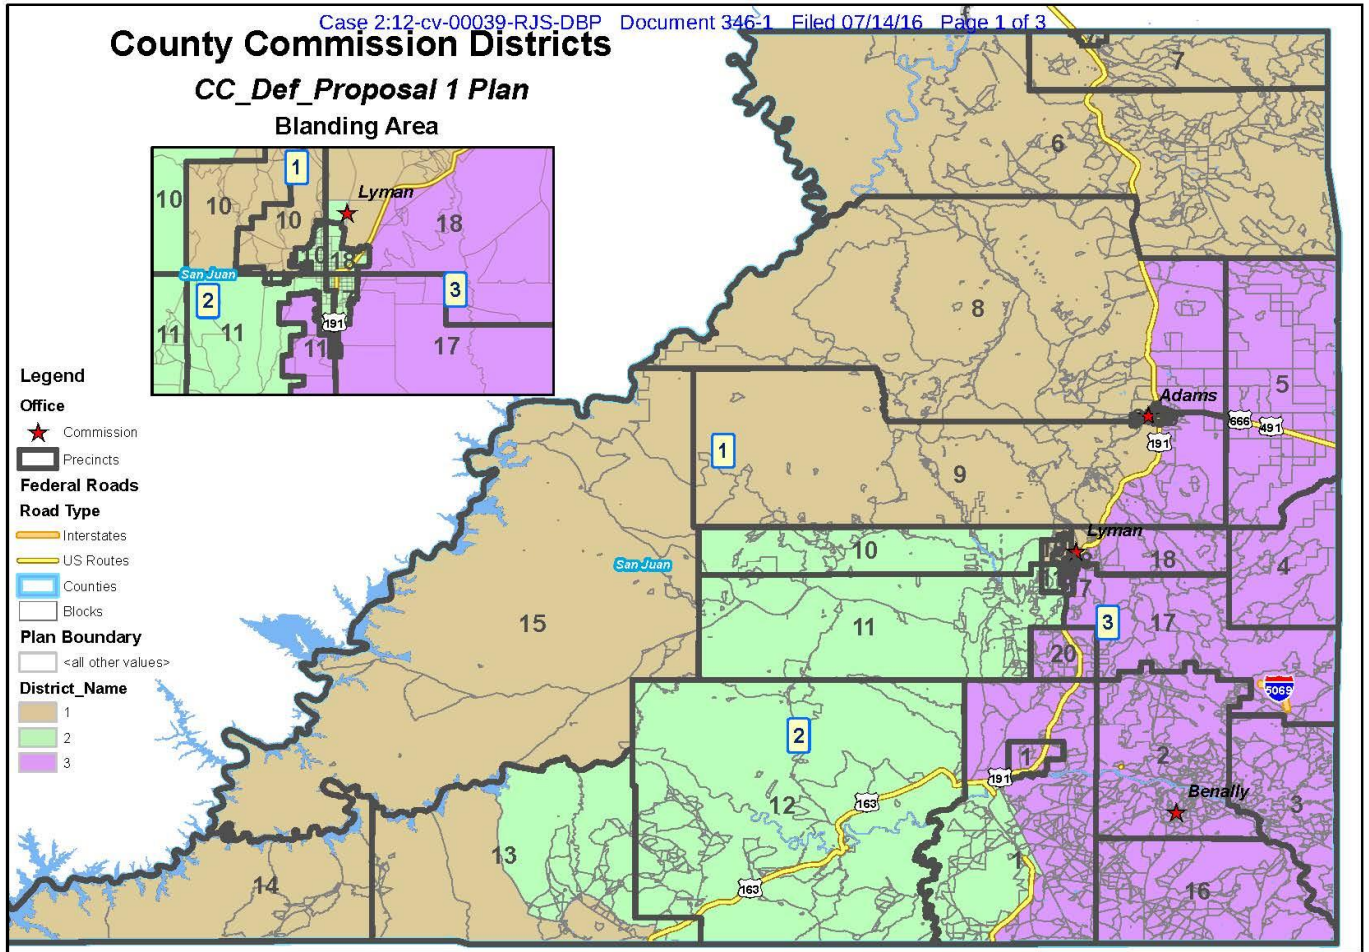 Case 2:12-cv-00039-RJS-DBP Document 346-1 Filed 07/14/16 Page 1 of 3
County Commission Districts
CC_Def_Proposal 1 Plan
Blanding Area
1
Lyman
10
10
10
18
18
San Juan
2
3
11
11
191
11
17
Legend
Office
Commission
Precincts
Federal Roads
Road Type
Interstates
US Routes
Counties
Blocks
Plan Boundary
<all other values>
District_Name
1
2
3
7
6
8
5
Adams
666
491
191
1
9
Lyman
10
18
4
San Juan
7
15
11
3
17
20
5069
2
1
2
191
Benally
12
163
3
13
1
163
14
16